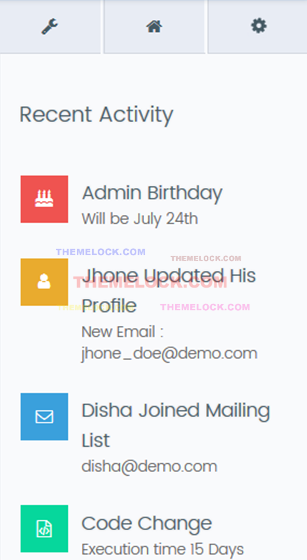 Recent Activity
Admin Birthday
Will be July 24th
THEMELOCK.COM
THEMELOCK.COM
Jhone Updated His
THEMELOCK.COM
Profile
THEMELOCK.COM
New Email :
jhone_doe@demo.com
Disha Joined Mailing
List
disha@demo.com
Code Change
Execution time 15 Days